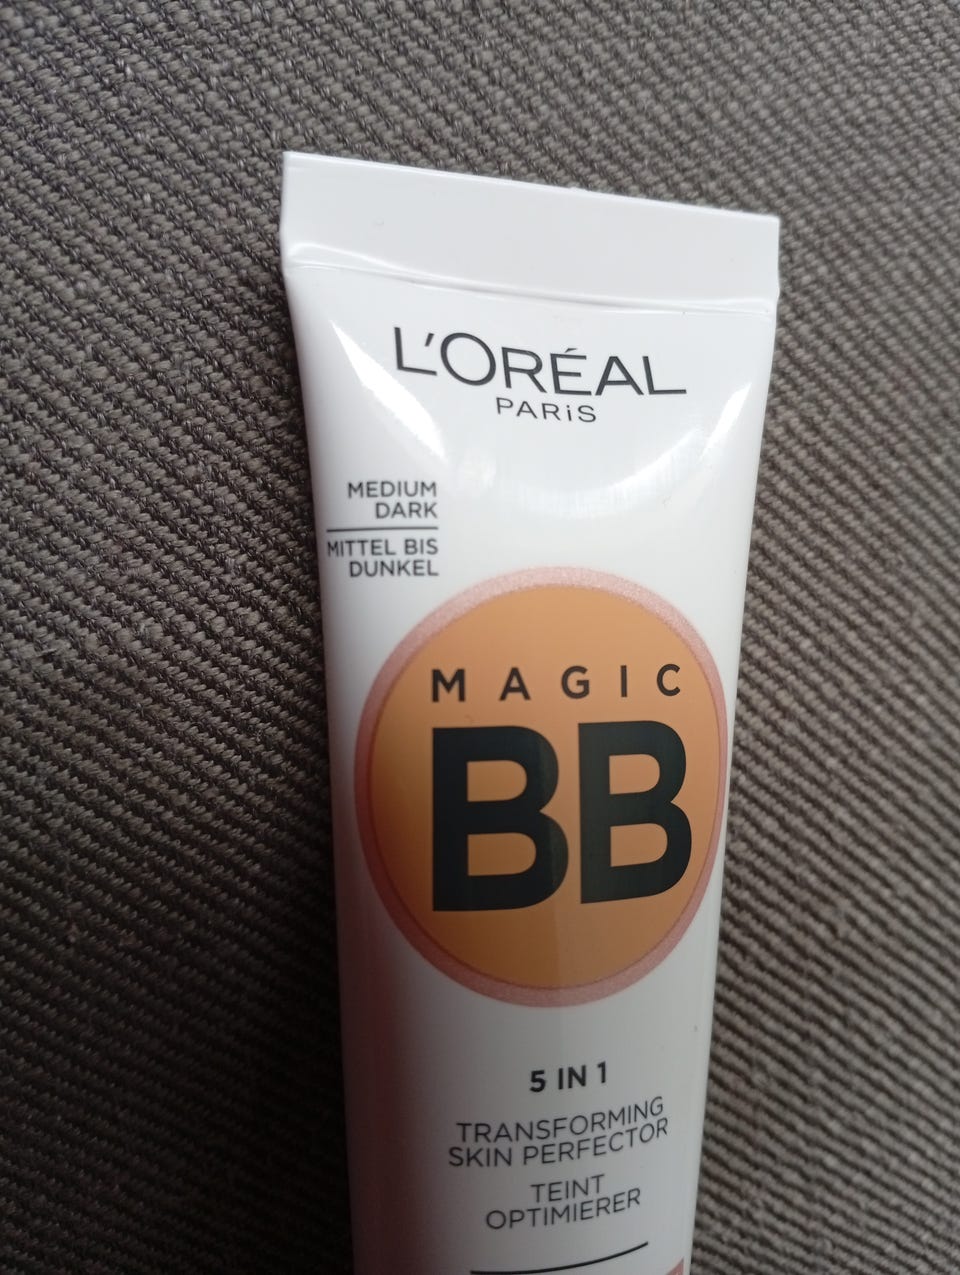 L'ORÉAL
PARiS
MEDIUM
DARK
MITTEL BIS
DUNKEL
MAGIC
BB
5 IN 1
TRANSFORMING
SKIN PERFECTOR
TEINT
OPTIMIERER